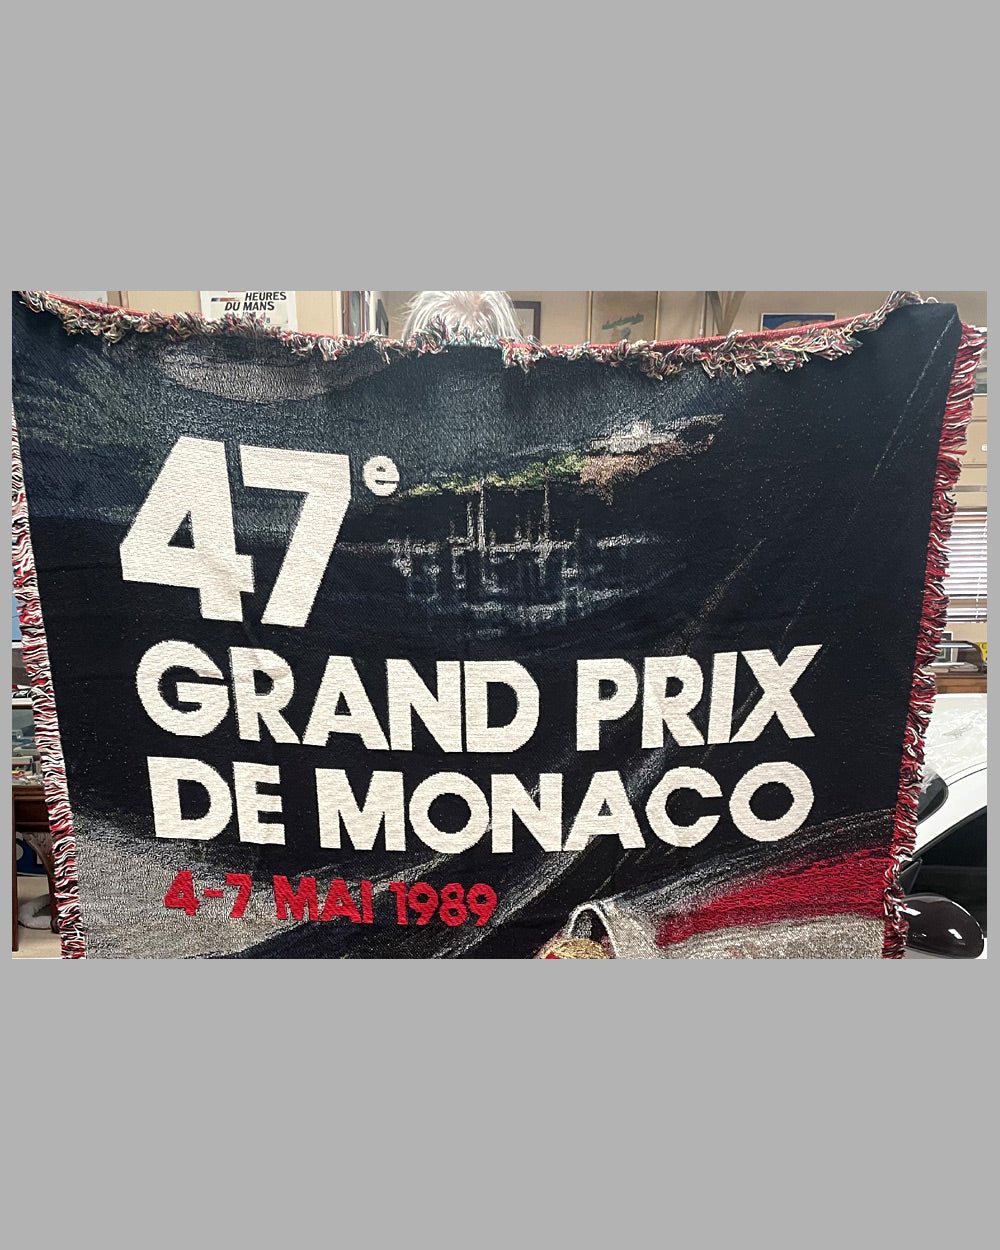 HEURES
DU MANS
47e
GRAND PRIX
DE MONACO
4-7 MAI 1989